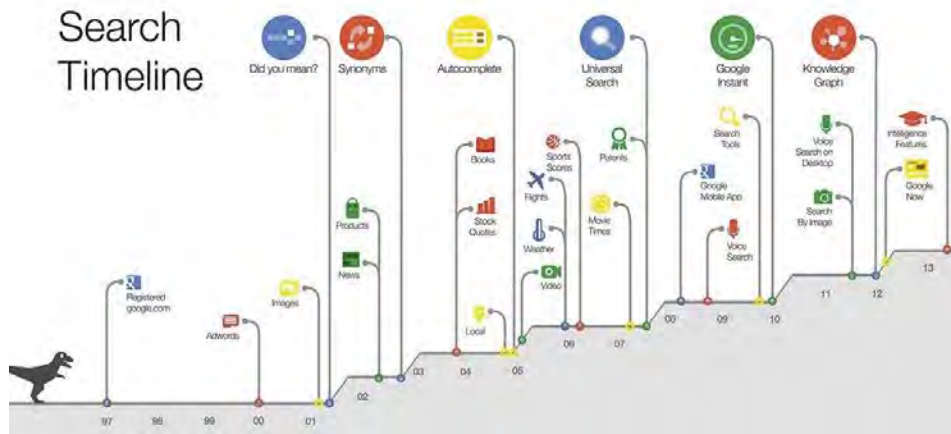 Search
Timeline
Did you mean?
Synonyms
Autocomplete
Universal
Search
Google
Instant
Knowledge
Graph
Books
Sports
Scores
Patents
Search
Tools
Voice
Search on
Desktop
Intelligence
Features
Products
Stock
Quotes
Flights
Movie
Times
Google
Mobile App
Search
By Image
Google
Now
News
Weather
Voice
Search
Registered
google.com
Images
Video
Adwords
Local
97
98
99
00
01
02
03
04
05
06
07
09
10
11
12
13